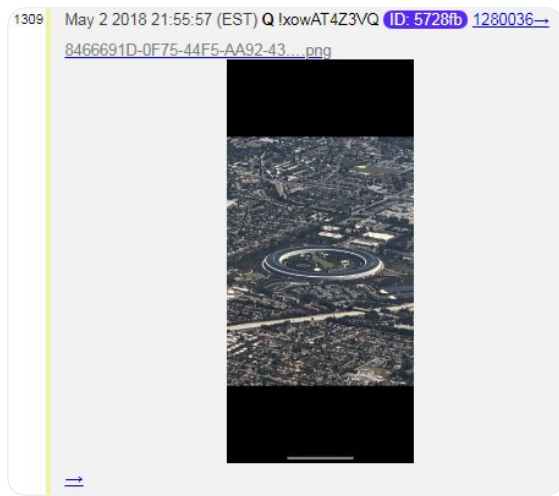 1309 May 2 2018 21:55:57 (EST) Q !xowAT4Z3VQ ID: 5728fb 1280036→
8466691D-0F75-44F5-AA92-43....png
→